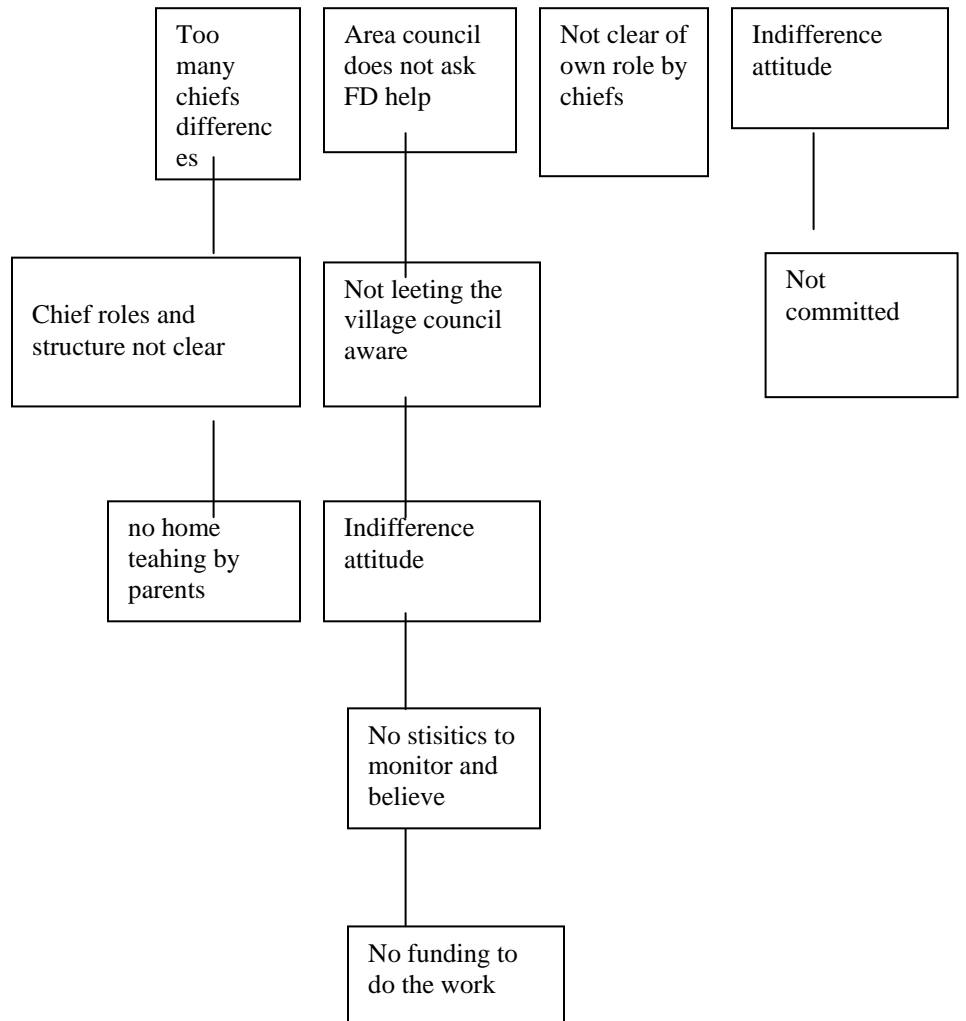 Too
many
chiefs
differenc
es
Area council
does not ask
FD help
Not clear of
own role by
chiefs
Indifference
attitude
Chief roles and
structure not clear
Not leeting the
village council
aware
Not
committed
no home
teahing by
parents
Indifference
attitude
No stisitics to
monitor and
believe
No funding to
do the work